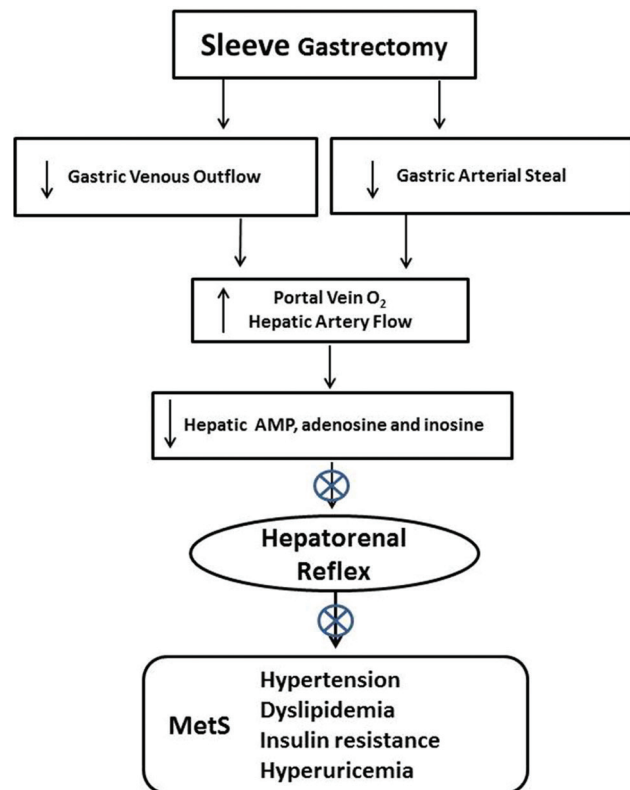 Sleeve Gastrectomy
Gastric Venous Outflow
Gastric Arterial Steal
Portal Vein O₂
Hepatic Artery Flow
Hepatic AMP, adenosine and inosine
Hepatorenal
Reflex
Hypertension
Dyslipidemia
MetS
Insulin resistance
Hyperuricemia